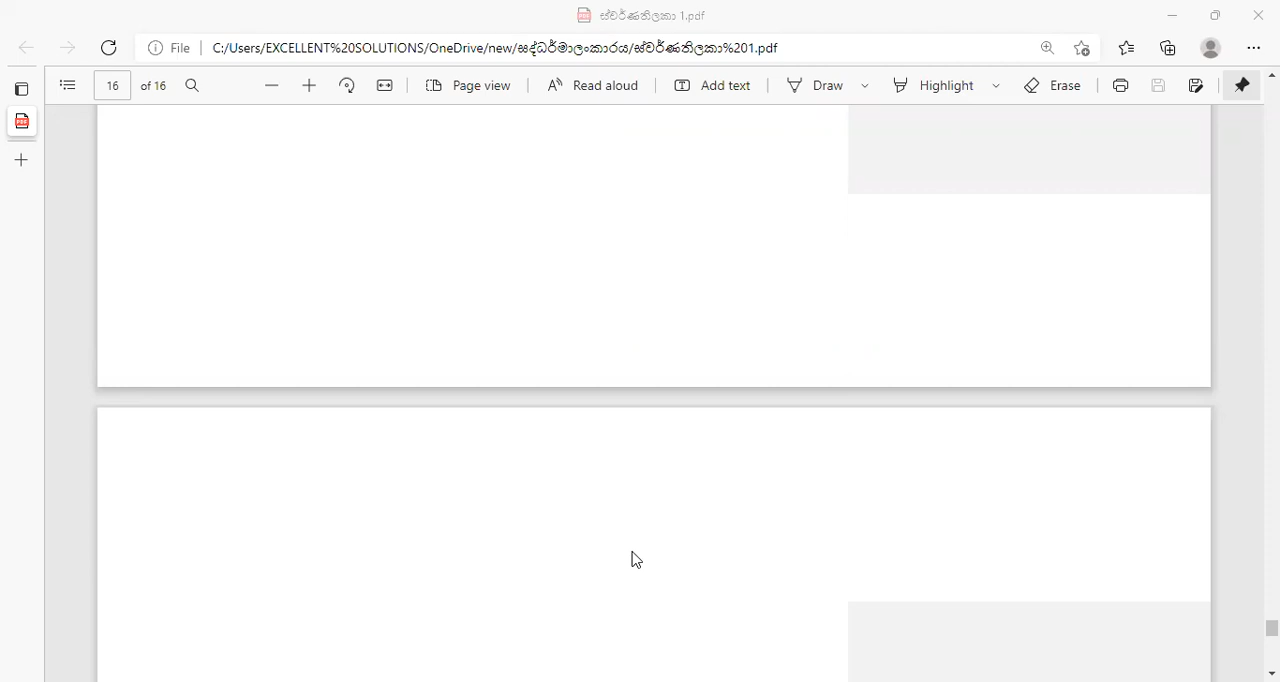 ස්වර්ණතිලකා 1.pdf
File | C:/Users/EXCELLENT%20SOLUTIONS/OneDrive/new/සද්ධර්මාලංකාරය/ස්වර්ණතිලකා%201.pdf
16 of 16 Page view Read aloud Add text Draw Highlight Erase